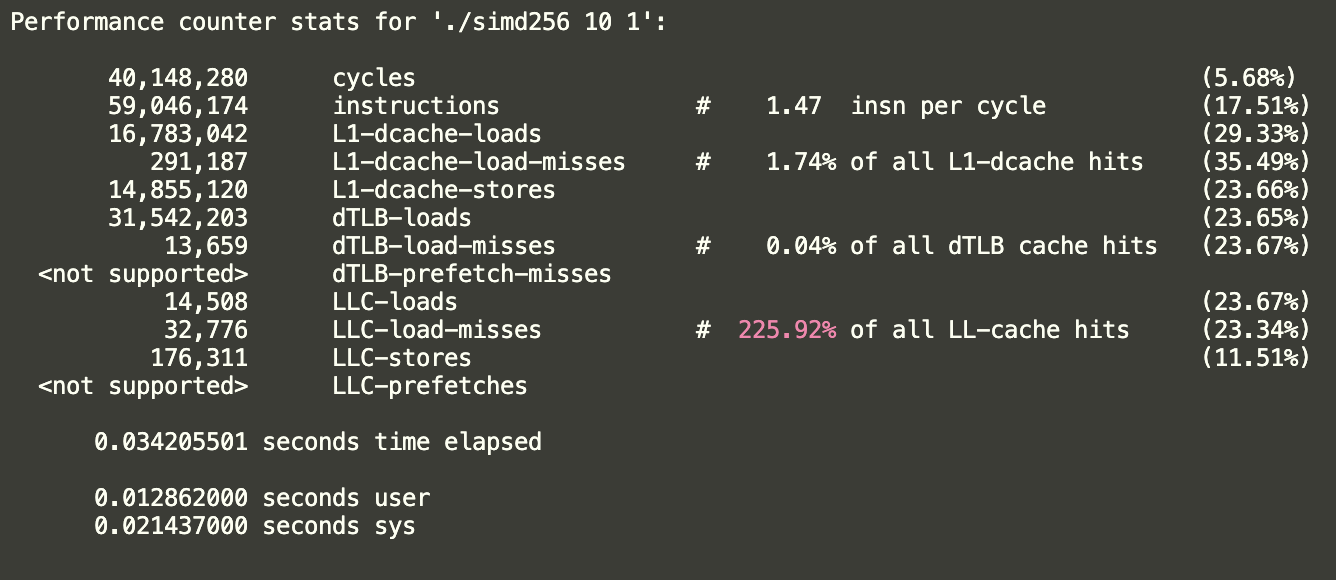 Performance counter stats for './simd256 10 1':
40,148,280 cycles (5.68%)
59,046,174 instructions # 1.47 insn per cycle (17.51%)
16,783,042 L1-dcache-loads (29.33%)
291,187 L1-dcache-load-misses # 1.74% of all L1-dcache hits (35.49%)
14,855,120 L1-dcache-stores (23.66%)
31,542,203 dTLB-loads (23.65%)
13,659 dTLB-load-misses # 0.04% of all dTLB cache hits (23.67%)
<not supported> dTLB-prefetch-misses
14,508 LLC-loads (23.67%)
32,776 LLC-load-misses # 225.92% of all LL-cache hits (23.34%)
176,311 LLC-stores (11.51%)
<not supported> LLC-prefetches
0.034205501 seconds time elapsed
0.012862000 seconds user
0.021437000 seconds sys